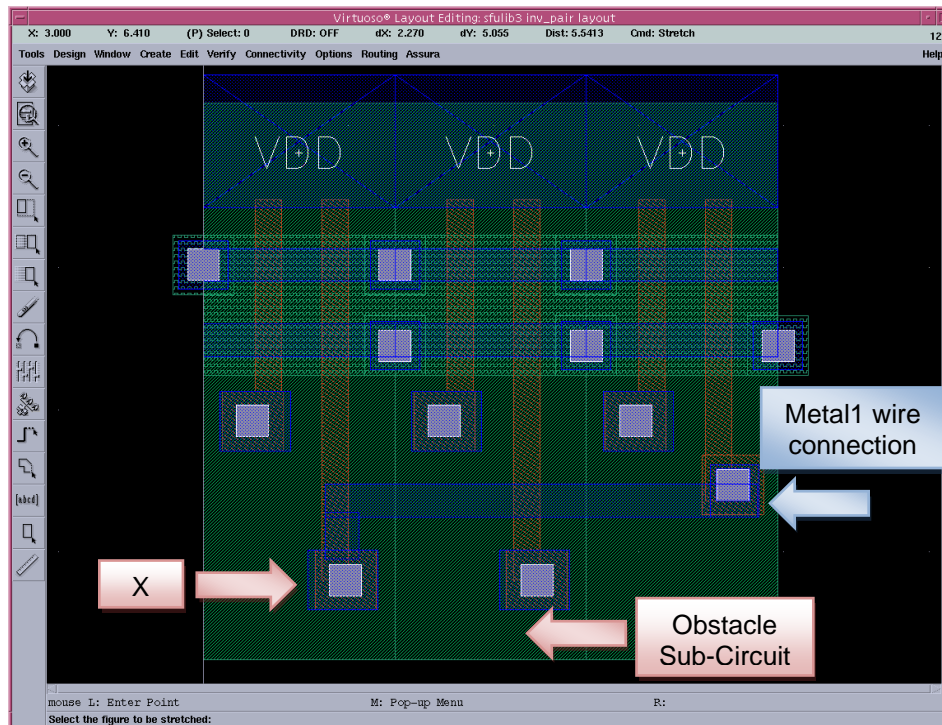 Virtuoso® Layout Editing: sfulib3 inv_pair layout
X: 3.000 Y: 6.410 (P) Select: 0 DRD: OFF dX: 2.270 dY: 5.055 Dist: 5.5413 Cmd: Stretch 12
Tools Design Window Create Edit Verify Connectivity Options Routing Assura Help
VDD VDD VDD
Metal1 wire
connection
[abcd]
X
Obstacle
Sub-Circuit
mouse L: Enter Point M: Pop-up Menu R:
Select the figure to be stretched: